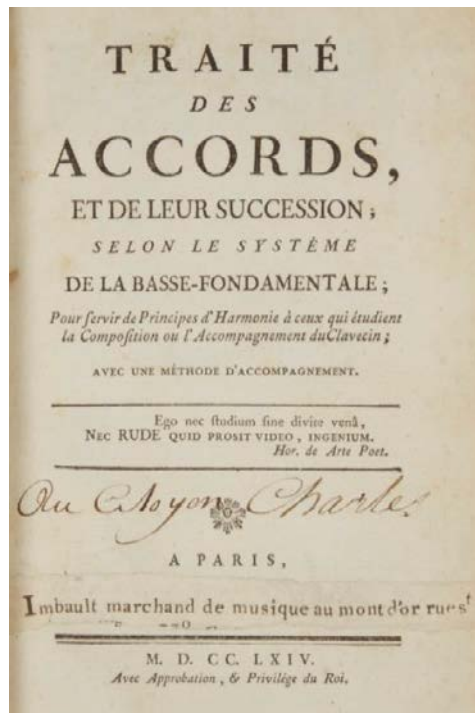 TRAITÉ
DES
ACCORDS,
ET DE LEUR SUCCESSION;
SELON LE SYSTÈME
DE LA BASSE-FONDAMENTALE;
Pour ſervir de Principes d'Harmonie à ceux qui étudient
la Compoſition ou l'Accompagnement du Clavecin;
AVEC UNE MÉTHODE D'ACCOMPAGNEMENT.
Ego nec ſtudium ſine divite venâ,
NEC RUDE QUID PROSIT VIDEO, INGENIUM.
Hor. de Arte Poet.
Au Citoyen Charles
A PARIS,
Imbault marchand de musique au mont d'or rue st
M. D. CC. LXIV.
Avec Approbation, & Privilége du Roi.